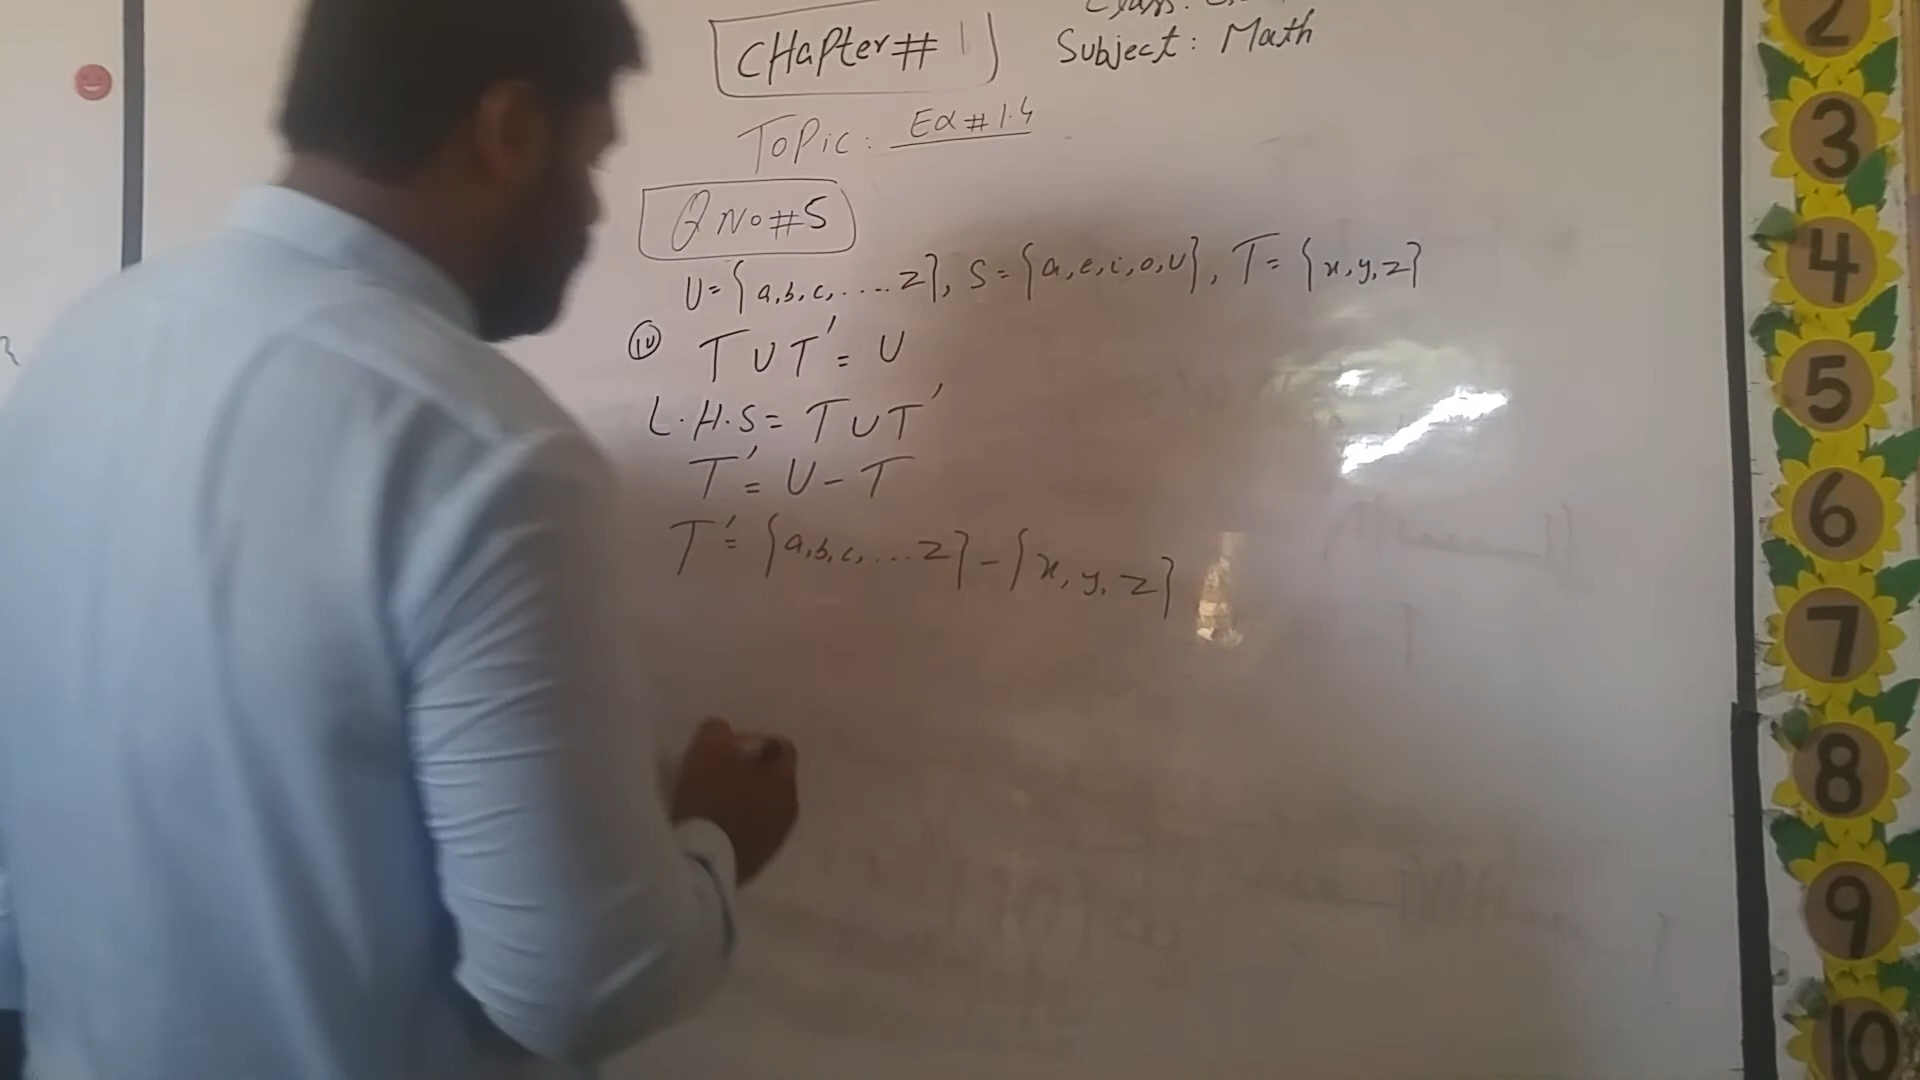 CHapter # 1
Subject: Math
Topic: Ex # 1.4
Q No # 5
U = {a, b, c, .... z}, S = {a, e, i, o, u}, T = {x, y, z}
T ∪ T' = U
L.H.S = T ∪ T'
T' = U - T
T' = {a, b, c, ... z} - {x, y, z}
2
3
4
5
6
7
8
9
10